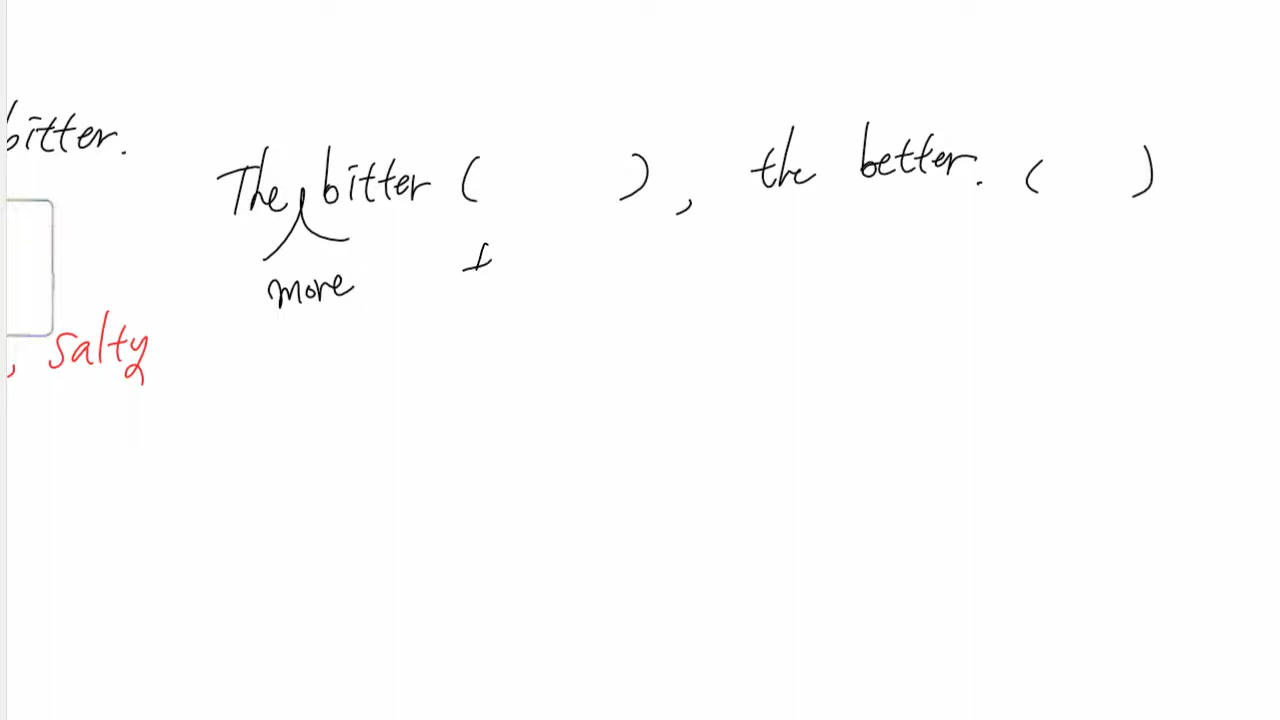 bitter.
The bitter ( ), the better. ( )
more
, salty